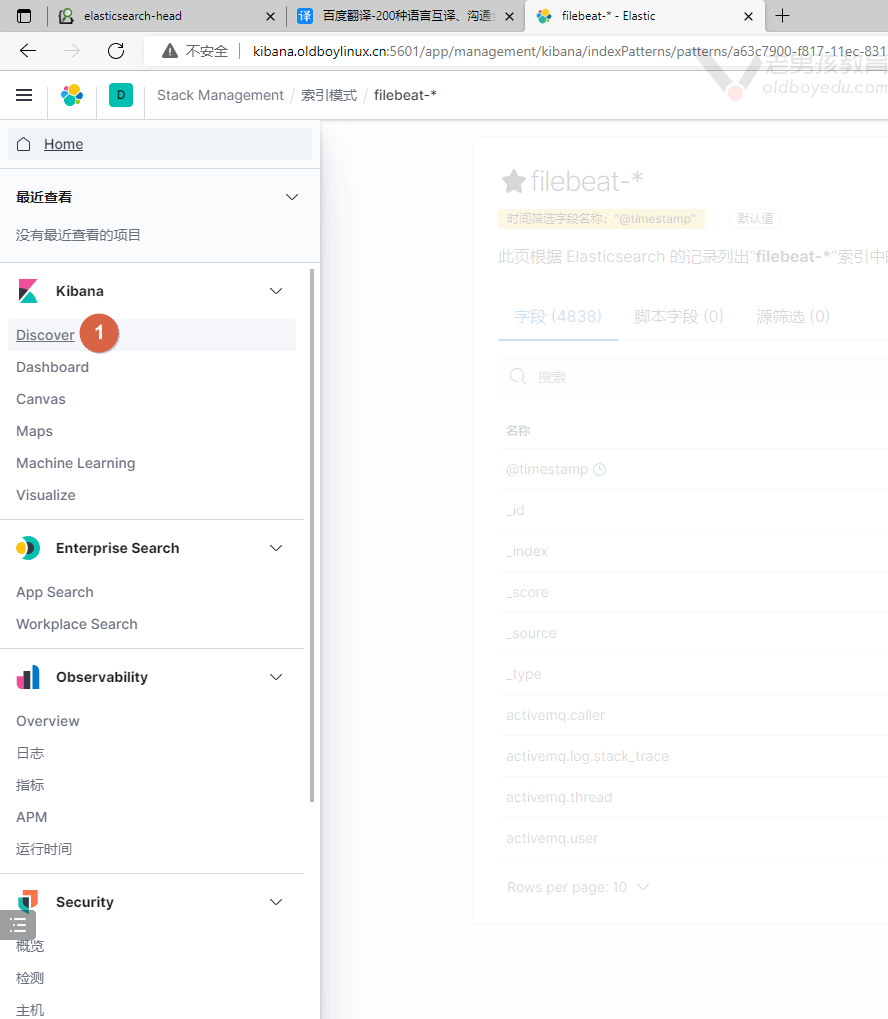 elasticsearch-head
百度翻译-200种语言互译、沟通全
filebeat-* - Elastic
不安全
kibana.oldboylinux.cn:5601/app/management/kibana/indexPatterns/patterns/a63c7900-f817-11ec-831
老男孩教育
oldboyedu.com
D
Stack Management / 索引模式 / filebeat-*
Home
最近查看
没有最近查看的项目
Kibana
Discover
1
Dashboard
Canvas
Maps
Machine Learning
Visualize
Enterprise Search
App Search
Workplace Search
Observability
Overview
日志
指标
APM
运行时间
Security
概览
检测
主机
filebeat-*
时间筛选字段名称："@timestamp"
默认值
此页根据 Elasticsearch 的记录列出"filebeat-*"索引中的
字段 (4838)
脚本字段 (0)
源筛选 (0)
搜索
名称
@timestamp
_id
_index
_score
_source
_type
activemq.caller
activemq.log.stack_trace
activemq.thread
activemq.user
Rows per page: 10